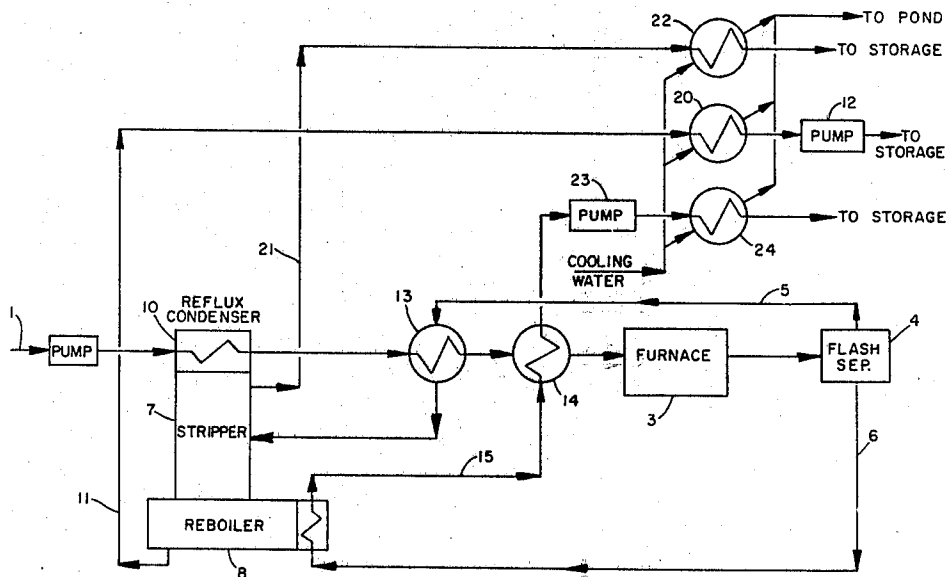 22
TO POND
TO STORAGE
20
12
PUMP
TO
STORAGE
23
PUMP
TO STORAGE
24
21
COOLING
WATER
REFLUX
CONDENSER
10
13
5
4
1
PUMP
FURNACE
FLASH
SEP.
14
3
7
STRIPPER
6
15
11
REBOILER
8